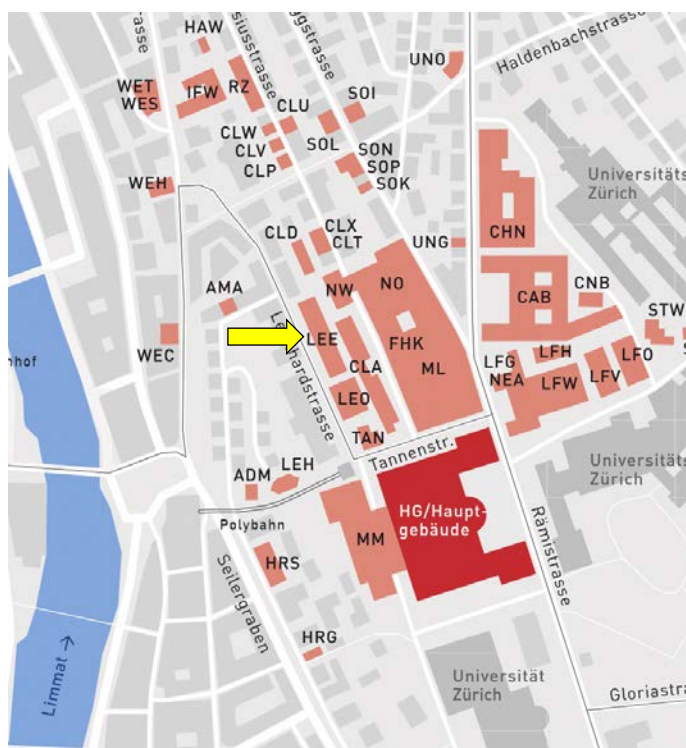 HAW
UNO
Haldenbachstrasse
WET
WES
IFW
RZ
CLU
SOI
CLW
CLV
CLP
SOL
SON
SOP
SOK
WEH
Universitäts
Zürich
CLD
CLX
CLT
UNG
CHN
AMA
NW
NO
CAB
CNB
STW
LEE
WEC
CLA
FHK
ML
LFG
NEA
LFH
LFW
LFV
LFO
LEO
TAN
Tannenstr.
ADM
LEH
Polybahn
MM
HG/Haupt-
gebäude
Universitäts
Zürich
Rämistrasse
HRS
Seilergraben
HRG
Limmat →
Universität
Zürich
Gloriastra